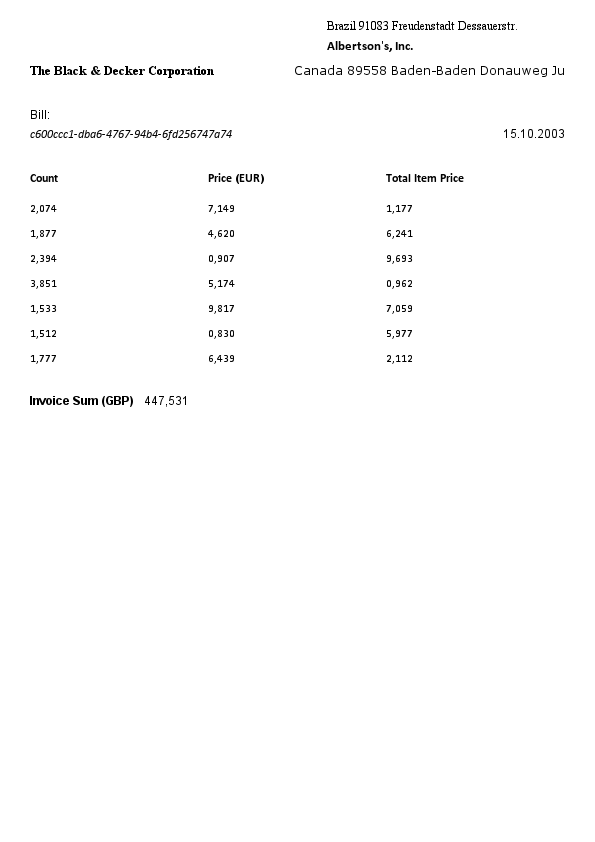 Brazil 91083 Freudenstadt Dessauerstr.
Albertson's, Inc.
The Black & Decker Corporation Canada 89558 Baden-Baden Donauweg Ju
Bill:
c600ccc1-dba6-4767-94b4-6fd256747a74 15.10.2003
Count Price (EUR) Total Item Price
2,074 7,149 1,177
1,877 4,620 6,241
2,394 0,907 9,693
3,851 5,174 0,962
1,533 9,817 7,059
1,512 0,830 5,977
1,777 6,439 2,112
Invoice Sum (GBP) 447,531